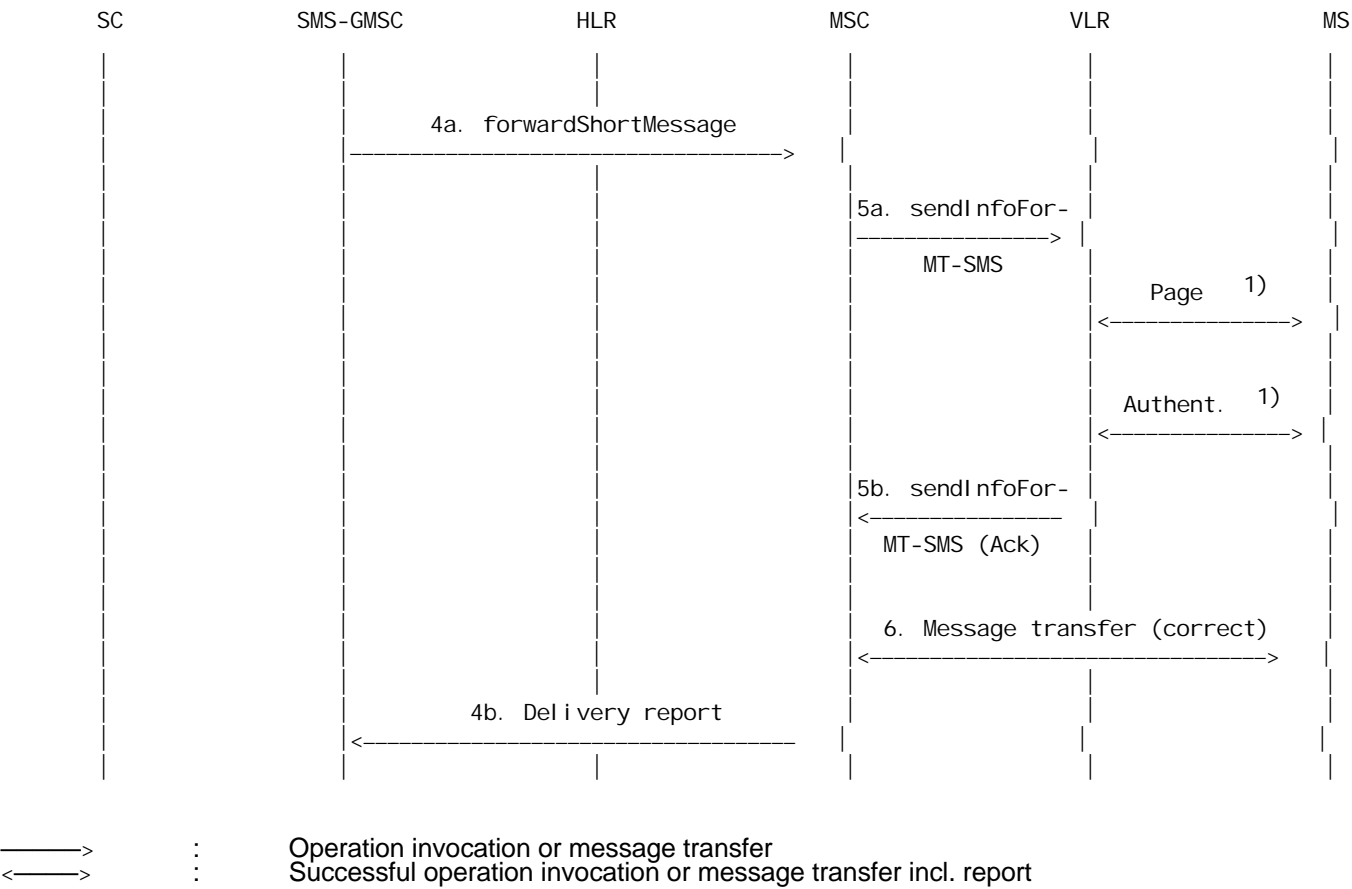 SC SMS-GMSC HLR MSC VLR MS
4a. forwardShortMessage
5a. sendInfoFor-
MT-SMS
Page 1)
Authent. 1)
5b. sendInfoFor-
MT-SMS (Ack)
6. Message transfer (correct)
4b. Delivery report
: Operation invocation or message transfer
: Successful operation invocation or message transfer incl. report